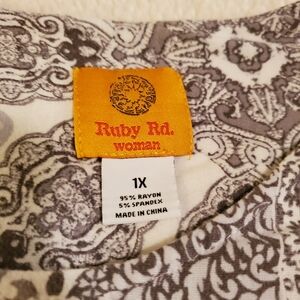 Ruby Rd.
woman
1X
95% RAYON
5% SPANDEX
MADE IN CHINA